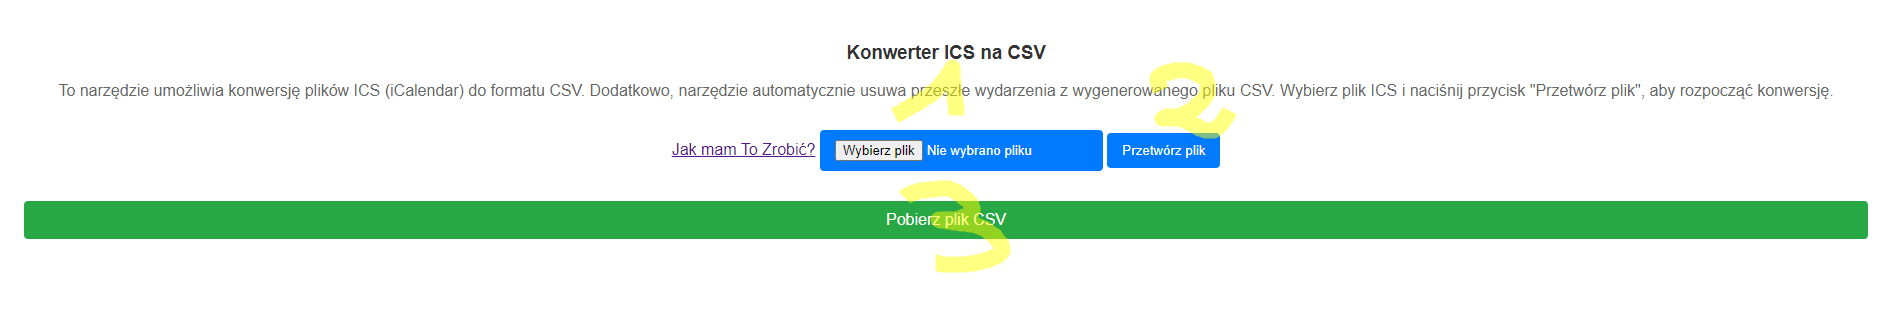 Konwerter ICS na CSV
1 2
To narzędzie umożliwia konwersję plików ICS (iCalendar) do formatu CSV. Dodatkowo, narzędzie automatycznie usuwa przeszłe wydarzenia z wygenerowanego pliku CSV. Wybierz plik ICS i naciśnij przycisk "Przetwórz plik", aby rozpocząć konwersję.
Jak mam To Zrobić? Wybierz plik Nie wybrano pliku Przetwórz plik
3
Pobierz plik CSV